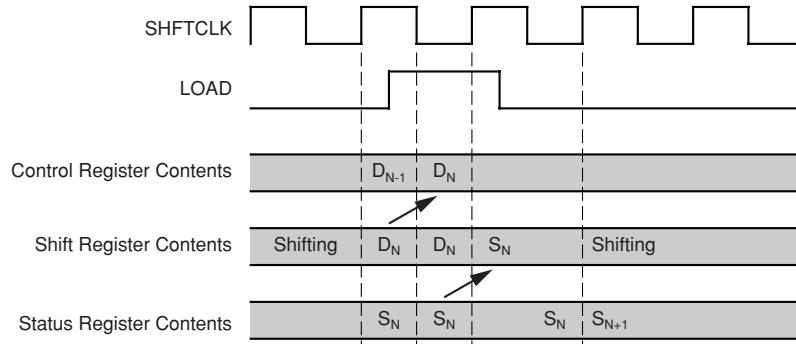 SHFTCLK
LOAD
Control Register Contents D_N-1 D_N
Shift Register Contents Shifting D_N D_N S_N Shifting
Status Register Contents S_N S_N S_N S_N+1